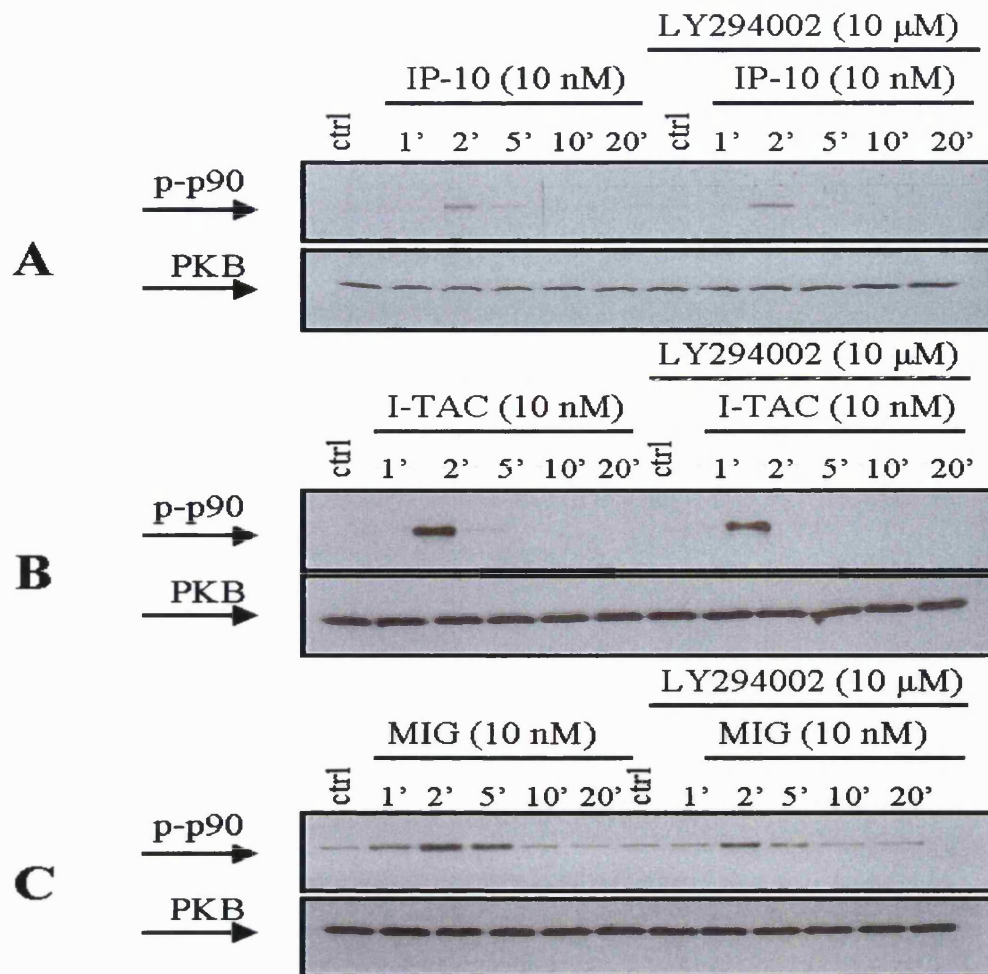 LY294002 (10 µM)
IP-10 (10 nM) IP-10 (10 nM)
ctrl 1’ 2’ 5’ 10’ 20’ ctrl 1’ 2’ 5’ 10’ 20’
p-p90
A
PKB
LY294002 (10 µM)
I-TAC (10 nM) I-TAC (10 nM)
ctrl 1’ 2’ 5’ 10’ 20’ ctrl 1’ 2’ 5’ 10’ 20’
p-p90
B
PKB
LY294002 (10 µM)
MIG (10 nM) MIG (10 nM)
ctrl 1’ 2’ 5’ 10’ 20’ ctrl 1’ 2’ 5’ 10’ 20’
p-p90
C
PKB